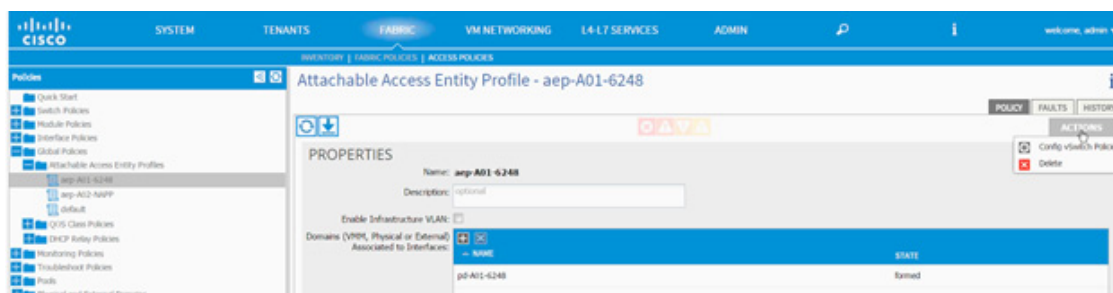 CISCO
SYSTEM TENANTS FABRIC VM NETWORKING L4-L7 SERVICES ADMIN welcome, admin
INVENTORY | FABRIC POLICIES | ACCESS POLICIES
Policies
Quick Start
Switch Policies
Module Policies
Interface Policies
Global Policies
Attachable Access Entity Profiles
aep-A01-6248
aep-A02-NAPP
default
QOS Class Policies
DHCP Relay Policies
Monitoring Policies
Troubleshoot Policies
Pools
Attachable Access Entity Profile - aep-A01-6248
POLICY FAULTS HISTORY
ACTIONS
Config vSwitch Policies
Delete
PROPERTIES
Name: aep-A01-6248
Description: optional
Enable Infrastructure VLAN:
Domains (VMM, Physical or External)
Associated to Interfaces:
NAME STATE
pd-A01-6248 formed